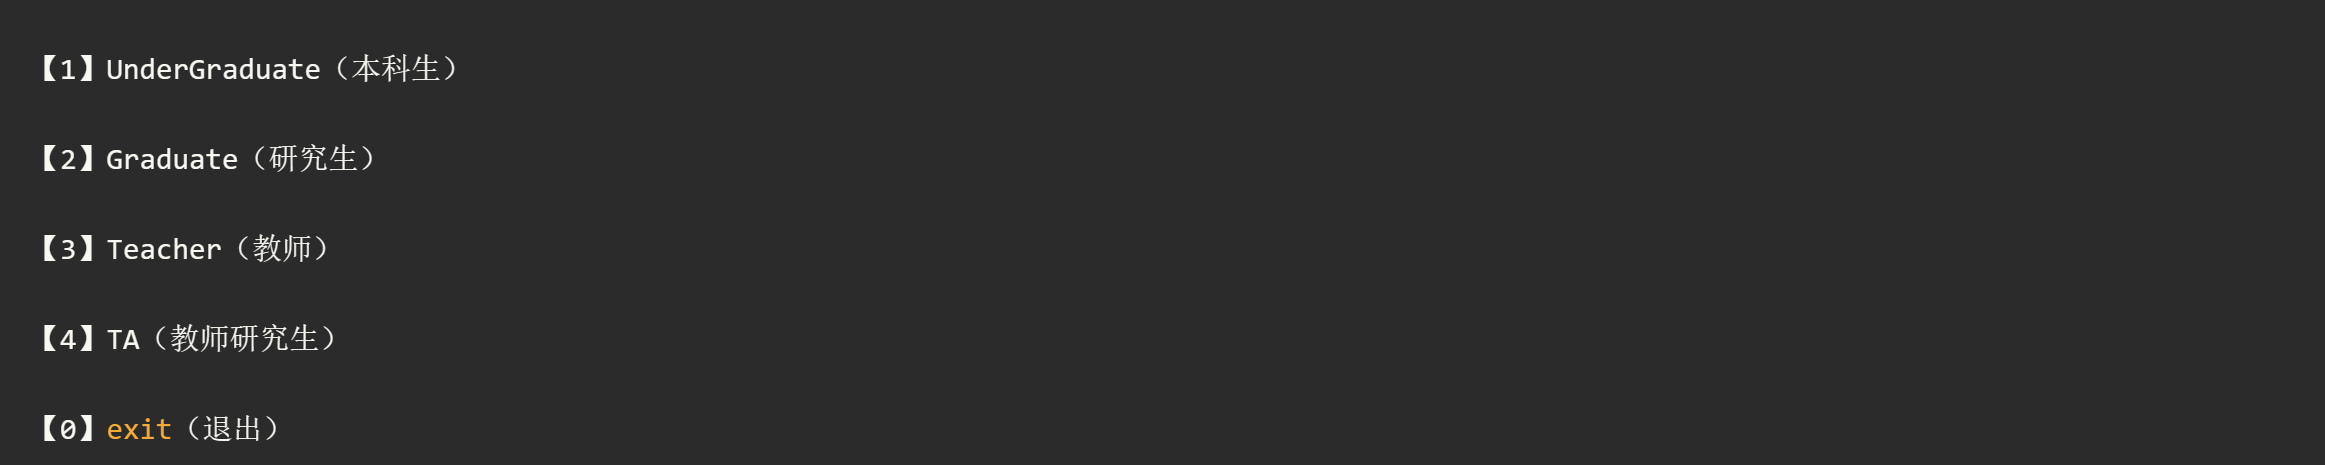 【1】UnderGraduate（本科生）
【2】Graduate（研究生）
【3】Teacher（教师）
【4】TA（教师研究生）
【0】exit（退出）